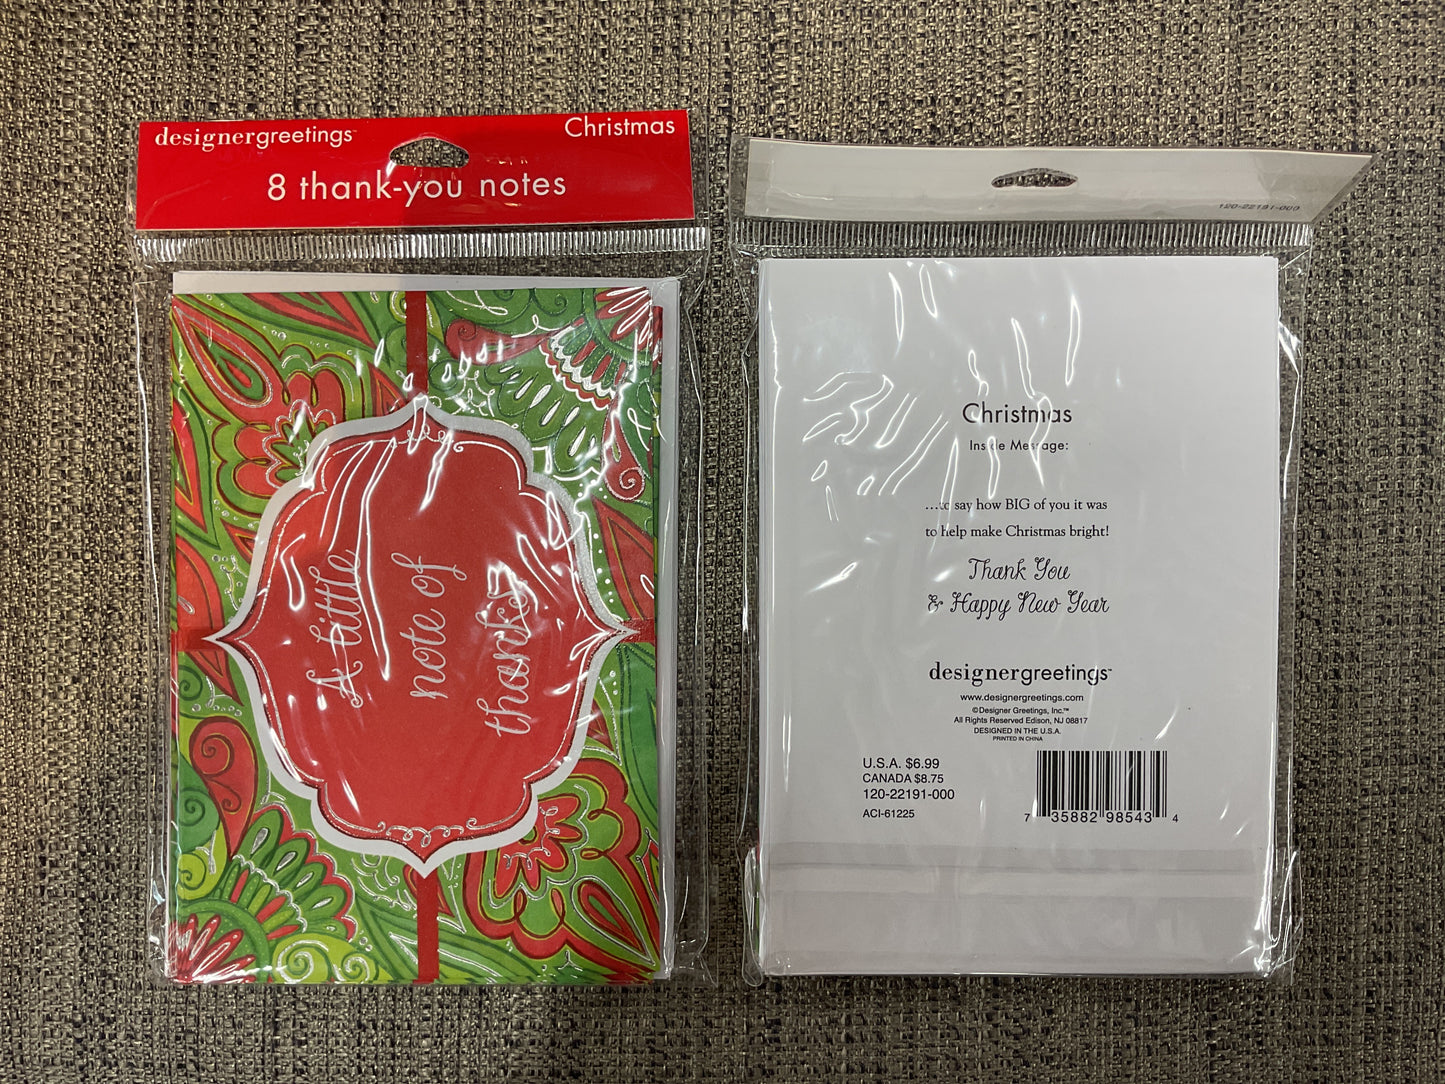 designergreetings™
Christmas
8 thank-you notes
A little
note of
thanks
120-22191-000
Christmas
Inside Message:
...to say how BIG of you it was
to help make Christmas bright!
Thank You
& Happy New Year
designergreetings™
www.designergreetings.com
©Designer Greetings, Inc.™
All Rights Reserved Edison, NJ 08817
DESIGNED IN THE U.S.A.
PRINTED IN CHINA
U.S.A. $6.99
CANADA $8.75
120-22191-000
ACI-61225
7 35882 98543 4